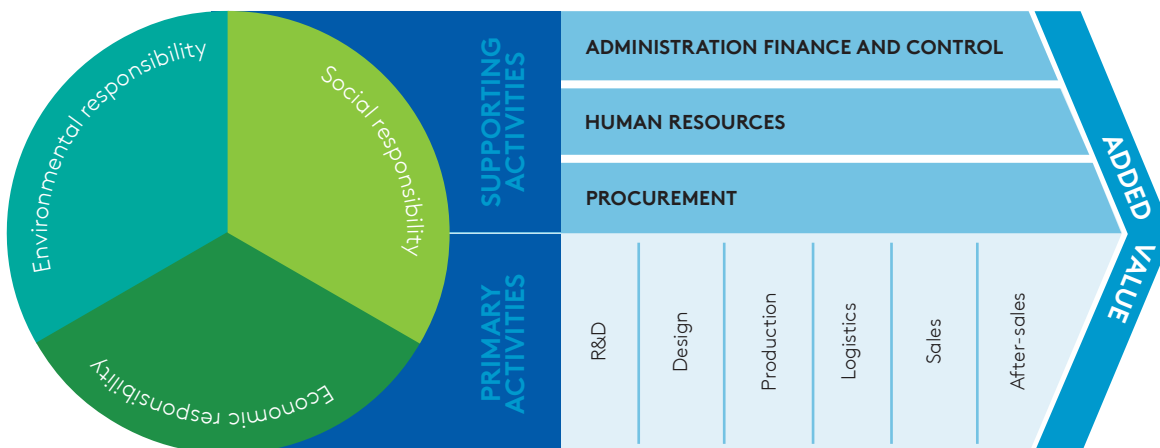 Environmental responsibility
Social responsibility
Economic responsibility
SUPPORTING
ACTIVITIES
ADMINISTRATION FINANCE AND CONTROL
HUMAN RESOURCES
PROCUREMENT
PRIMARY
ACTIVITIES
R&D
Design
Production
Logistics
Sales
After-sales
ADDED VALUE